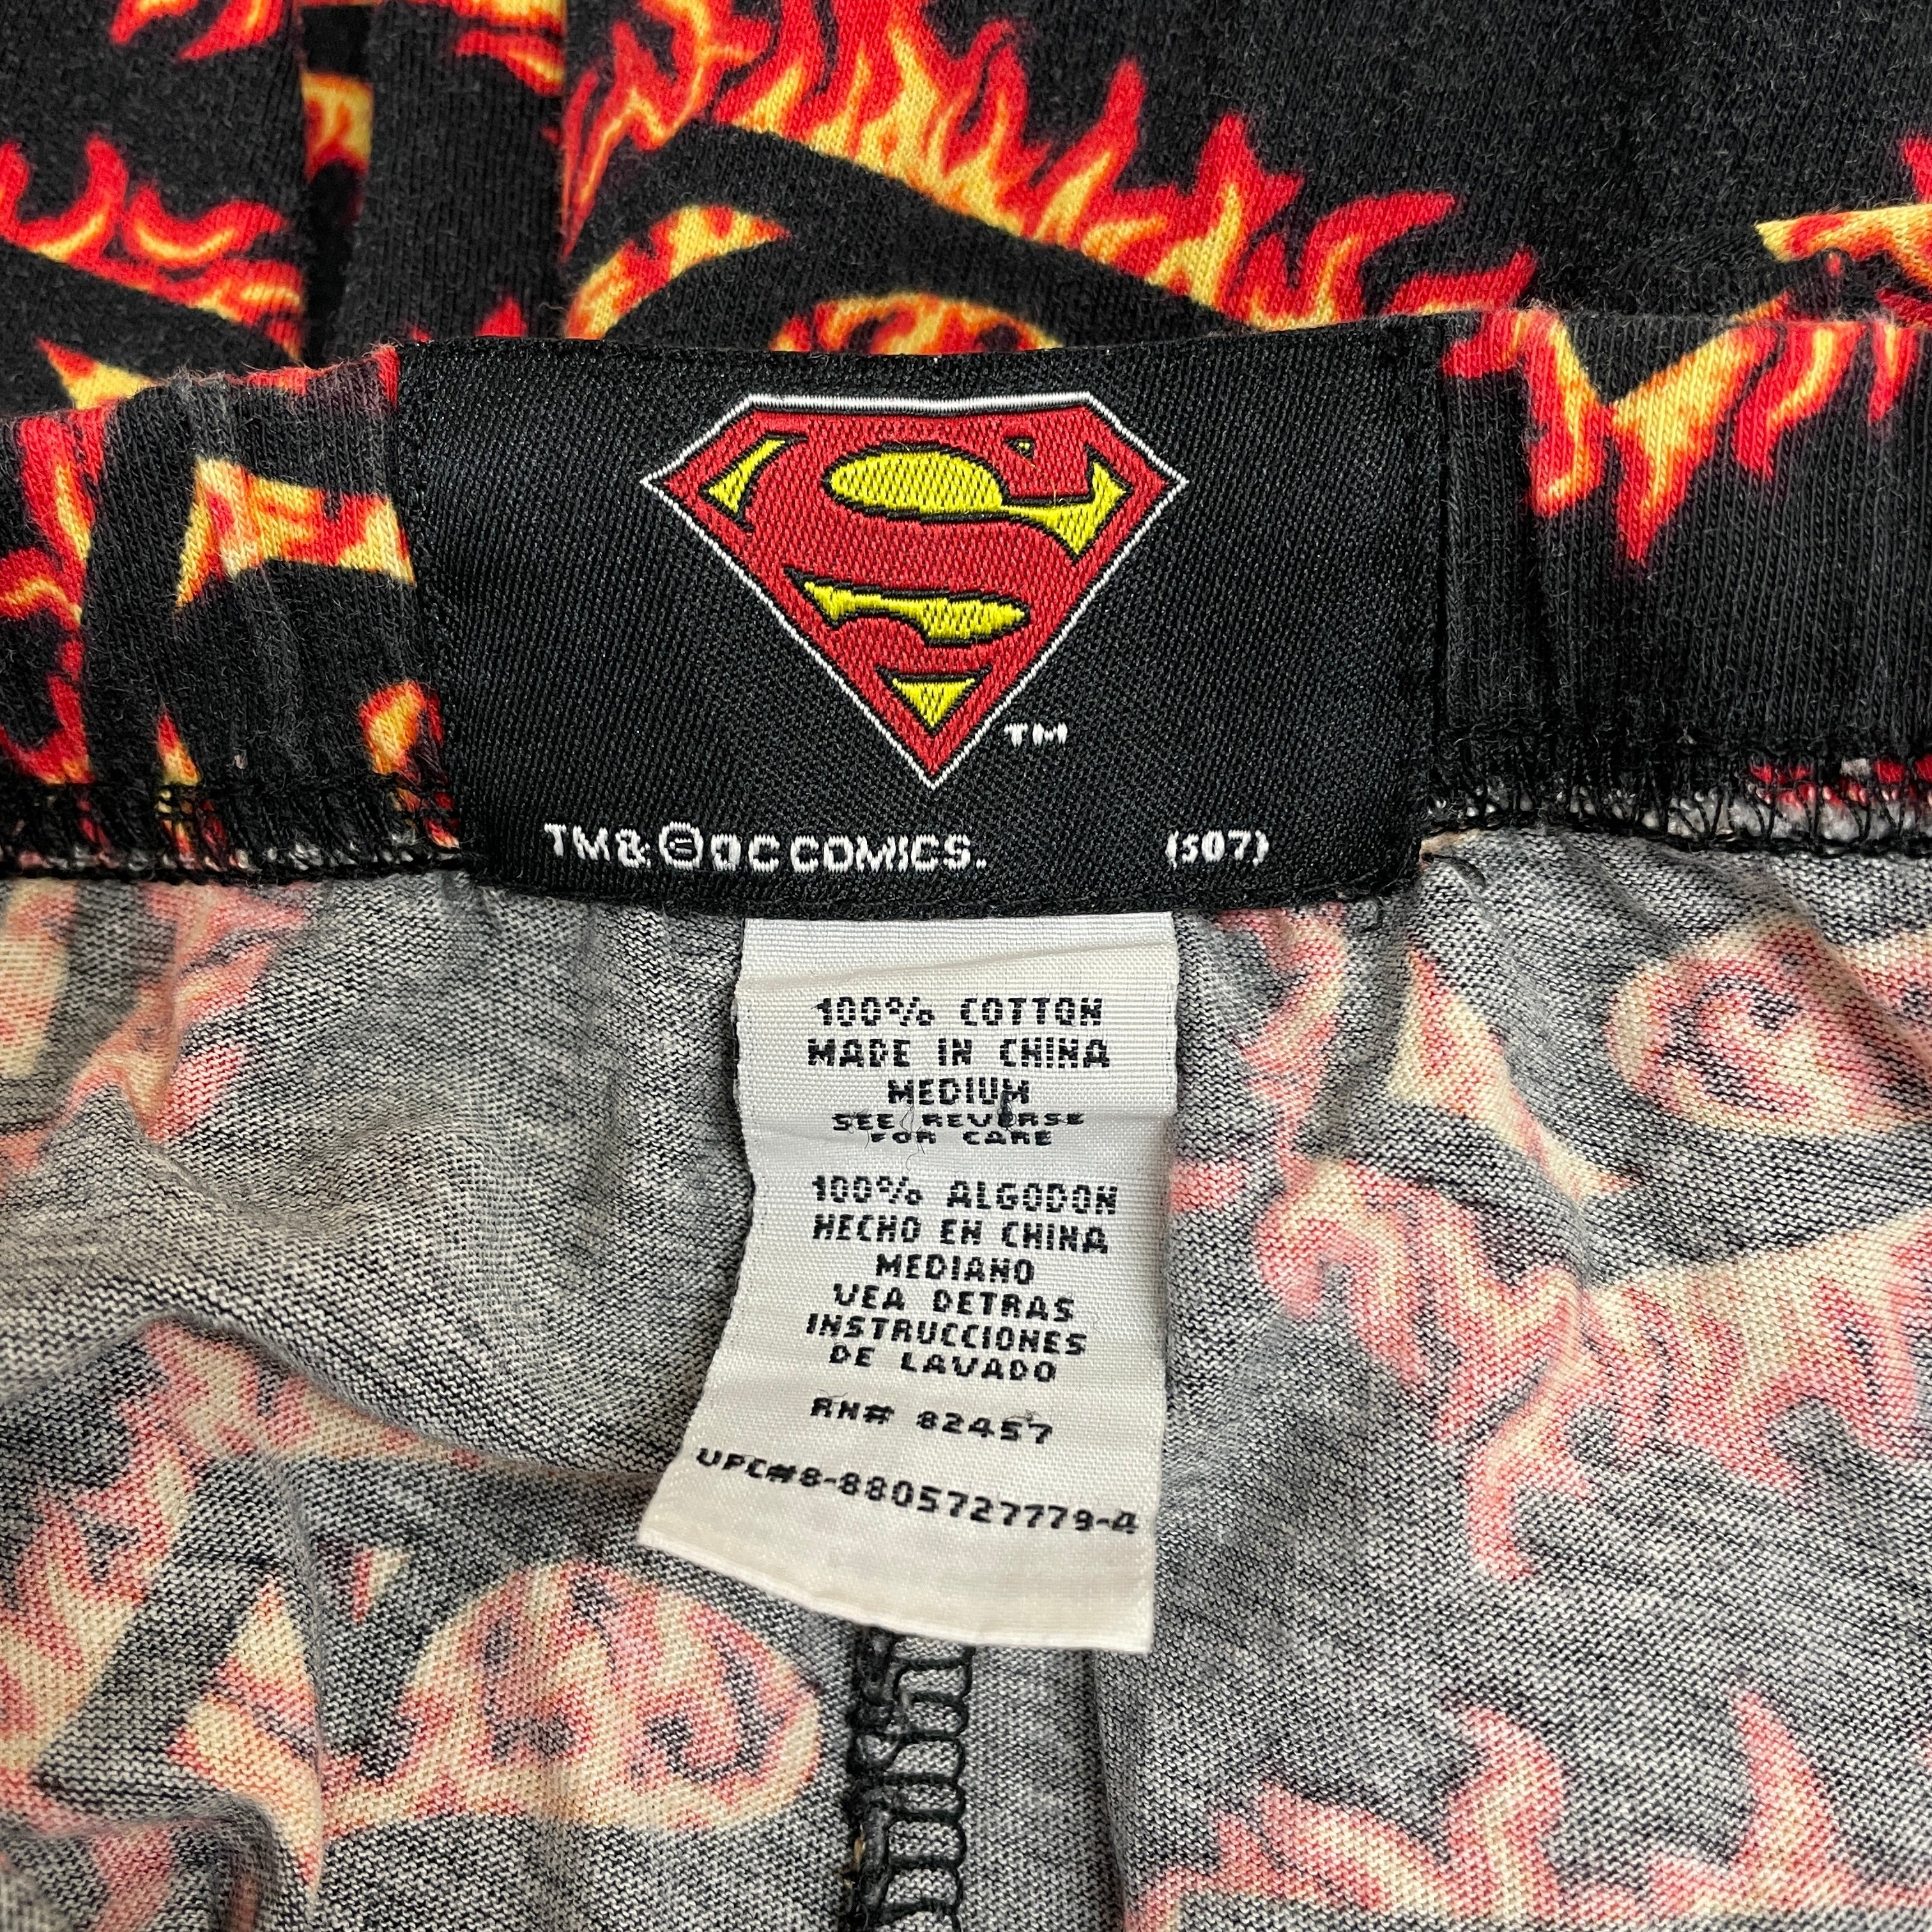 TM
TM & © DC COMICS. (s07)
100% COTTON
MADE IN CHINA
MEDIUM
SEE REVERSE
FOR CARE
100% ALGODON
HECHO EN CHINA
MEDIANO
VEA DETRAS
INSTRUCCIONES
DE LAVADO
RN# 82457
UPC#8-8805727779-4